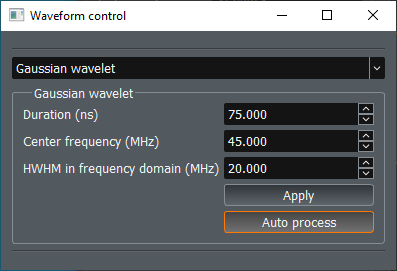 Waveform control
Gaussian wavelet
Gaussian wavelet
Duration (ns) 75.000
Center frequency (MHz) 45.000
HWHM in frequency domain (MHz) 20.000
Apply
Auto process